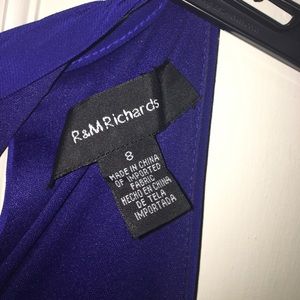 R&M Richards
8
MADE IN CHINA
OF IMPORTED
FABRIC
HECHO EN CHINA
DE TELA
IMPORTADA